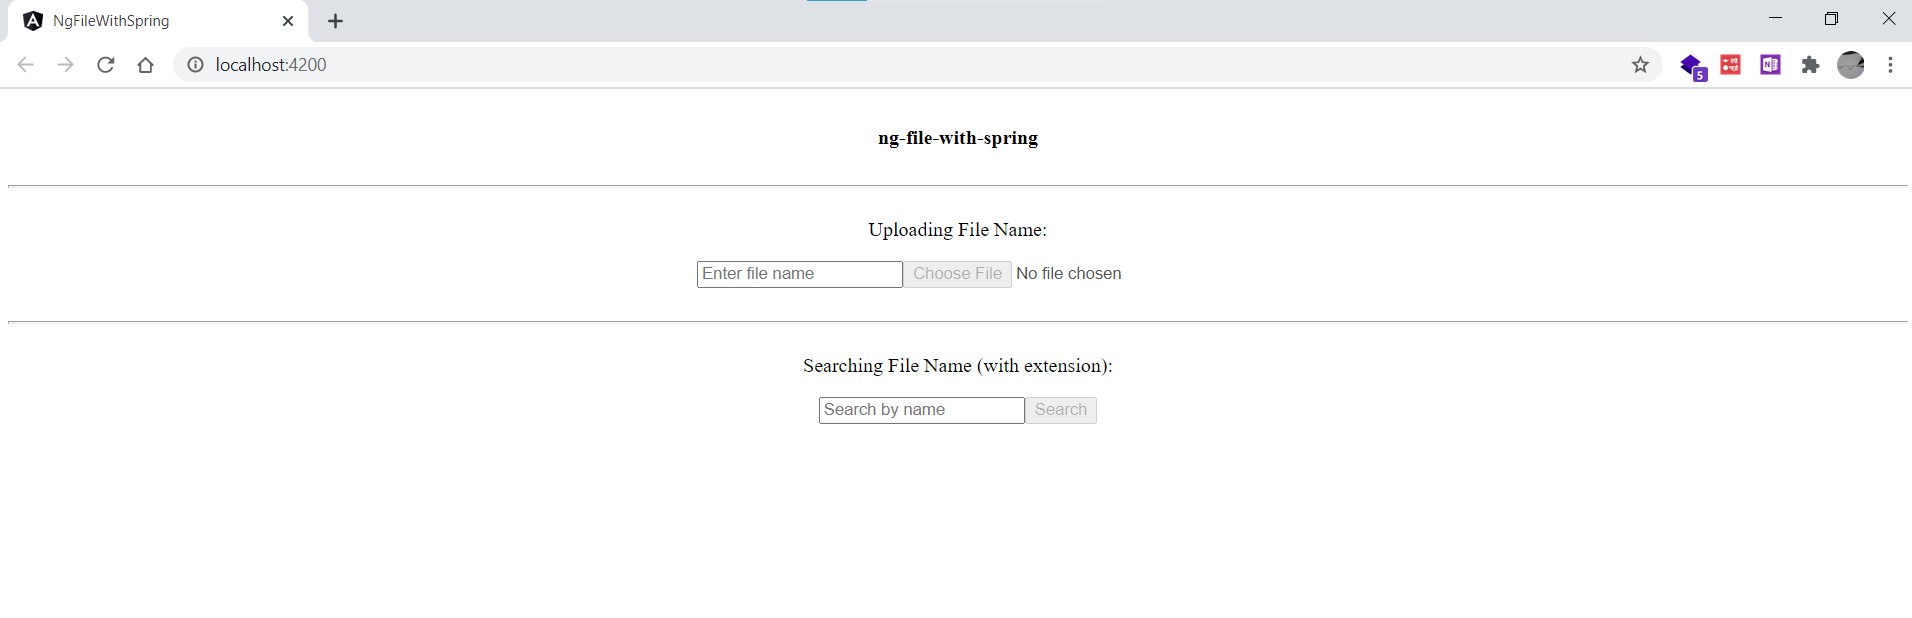 NgFileWithSpring
localhost:4200
5
N
ng-file-with-spring
Uploading File Name:
Enter file name Choose File No file chosen
Searching File Name (with extension):
Search by name Search